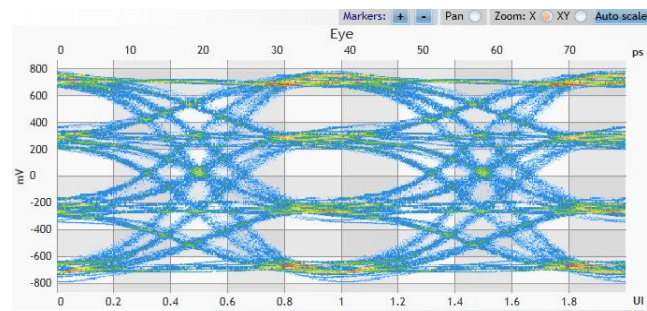 Markers: + - Pan Zoom: X XY Auto scale
Eye
0 10 20 30 40 50 60 70 ps
800
600
400
200
0
-200
-400
-600
-800
mV
0 0.2 0.4 0.6 0.8 1 1.2 1.4 1.6 1.8 UI